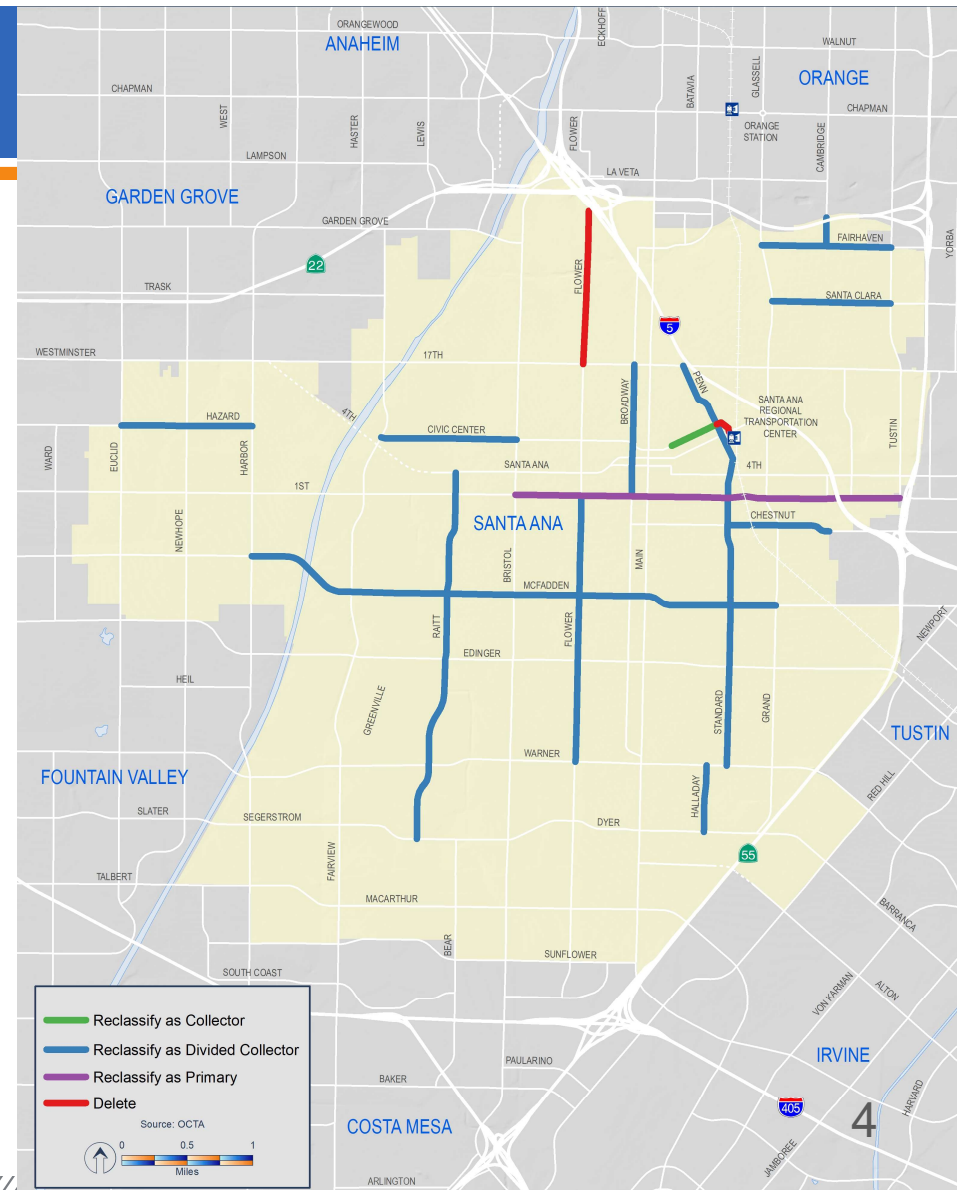 ORANGEWOOD
ANAHEIM
ECKHOFF
WALNUT
ORANGE
CHAPMAN
WEST
HASTER
LEWIS
FLOWER
BATAVIA
GLASSELL
CHAPMAN
ORANGE
STATION
CAMBRIDGE
LAMPSON
LA VETA
GARDEN GROVE
GARDEN GROVE
22
TRASK
FLOWER
FAIRHAVEN
YORBA
SANTA CLARA
5
WESTMINSTER
17TH
BROADWAY
PENN
SANTA ANA
REGIONAL
TRANSPORTATION
CENTER
HAZARD
4TH
CIVIC CENTER
TUSTIN
WARD
EUCLID
HARBOR
SANTA ANA
4TH
1ST
NEWHOPE
SANTA ANA
CHESTNUT
BRISTOL
MAIN
MCFADDEN
RAITT
FLOWER
NEWPORT
EDINGER
HEIL
GREENVILLE
STANDARD
GRAND
TUSTIN
WARNER
FOUNTAIN VALLEY
HALLADAY
RED HILL
SLATER
SEGERSTROM
DYER
55
FAIRVIEW
TALBERT
MACARTHUR
BARRANCA
BEAR
SUNFLOWER
SOUTH COAST
VON KARMAN
ALTON
Reclassify as Collector
Reclassify as Divided Collector
Reclassify as Primary
Delete
Source: OCTA
0 0.5 1
Miles
PAULARINO
IRVINE
BAKER
HARVARD
405
4
COSTA MESA
JAMBOREE
ARLINGTON